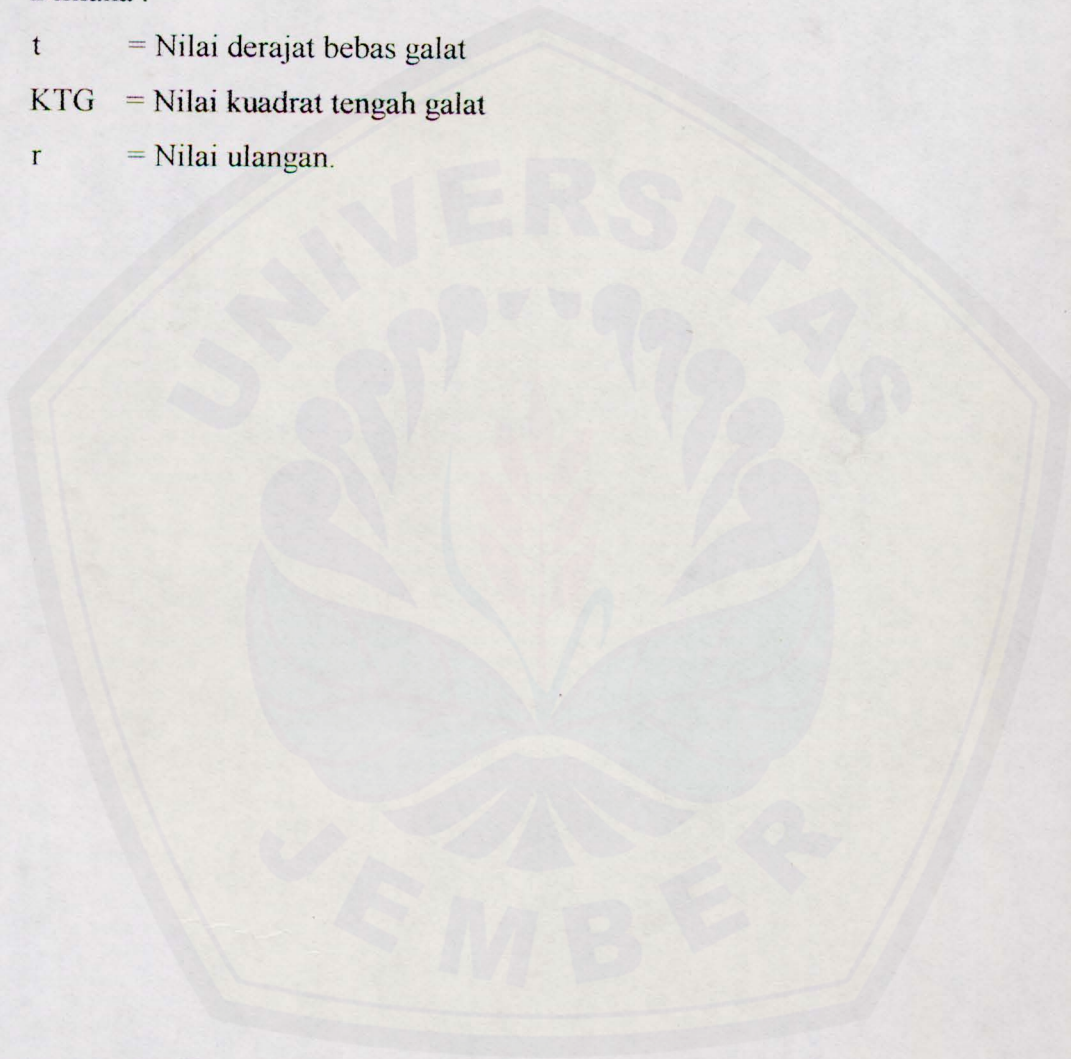 t = Nilai derajat bebas galat
KTG = Nilai kuadrat tengah galat
r = Nilai ulangan.
UNIVERSITAS
JEMBER